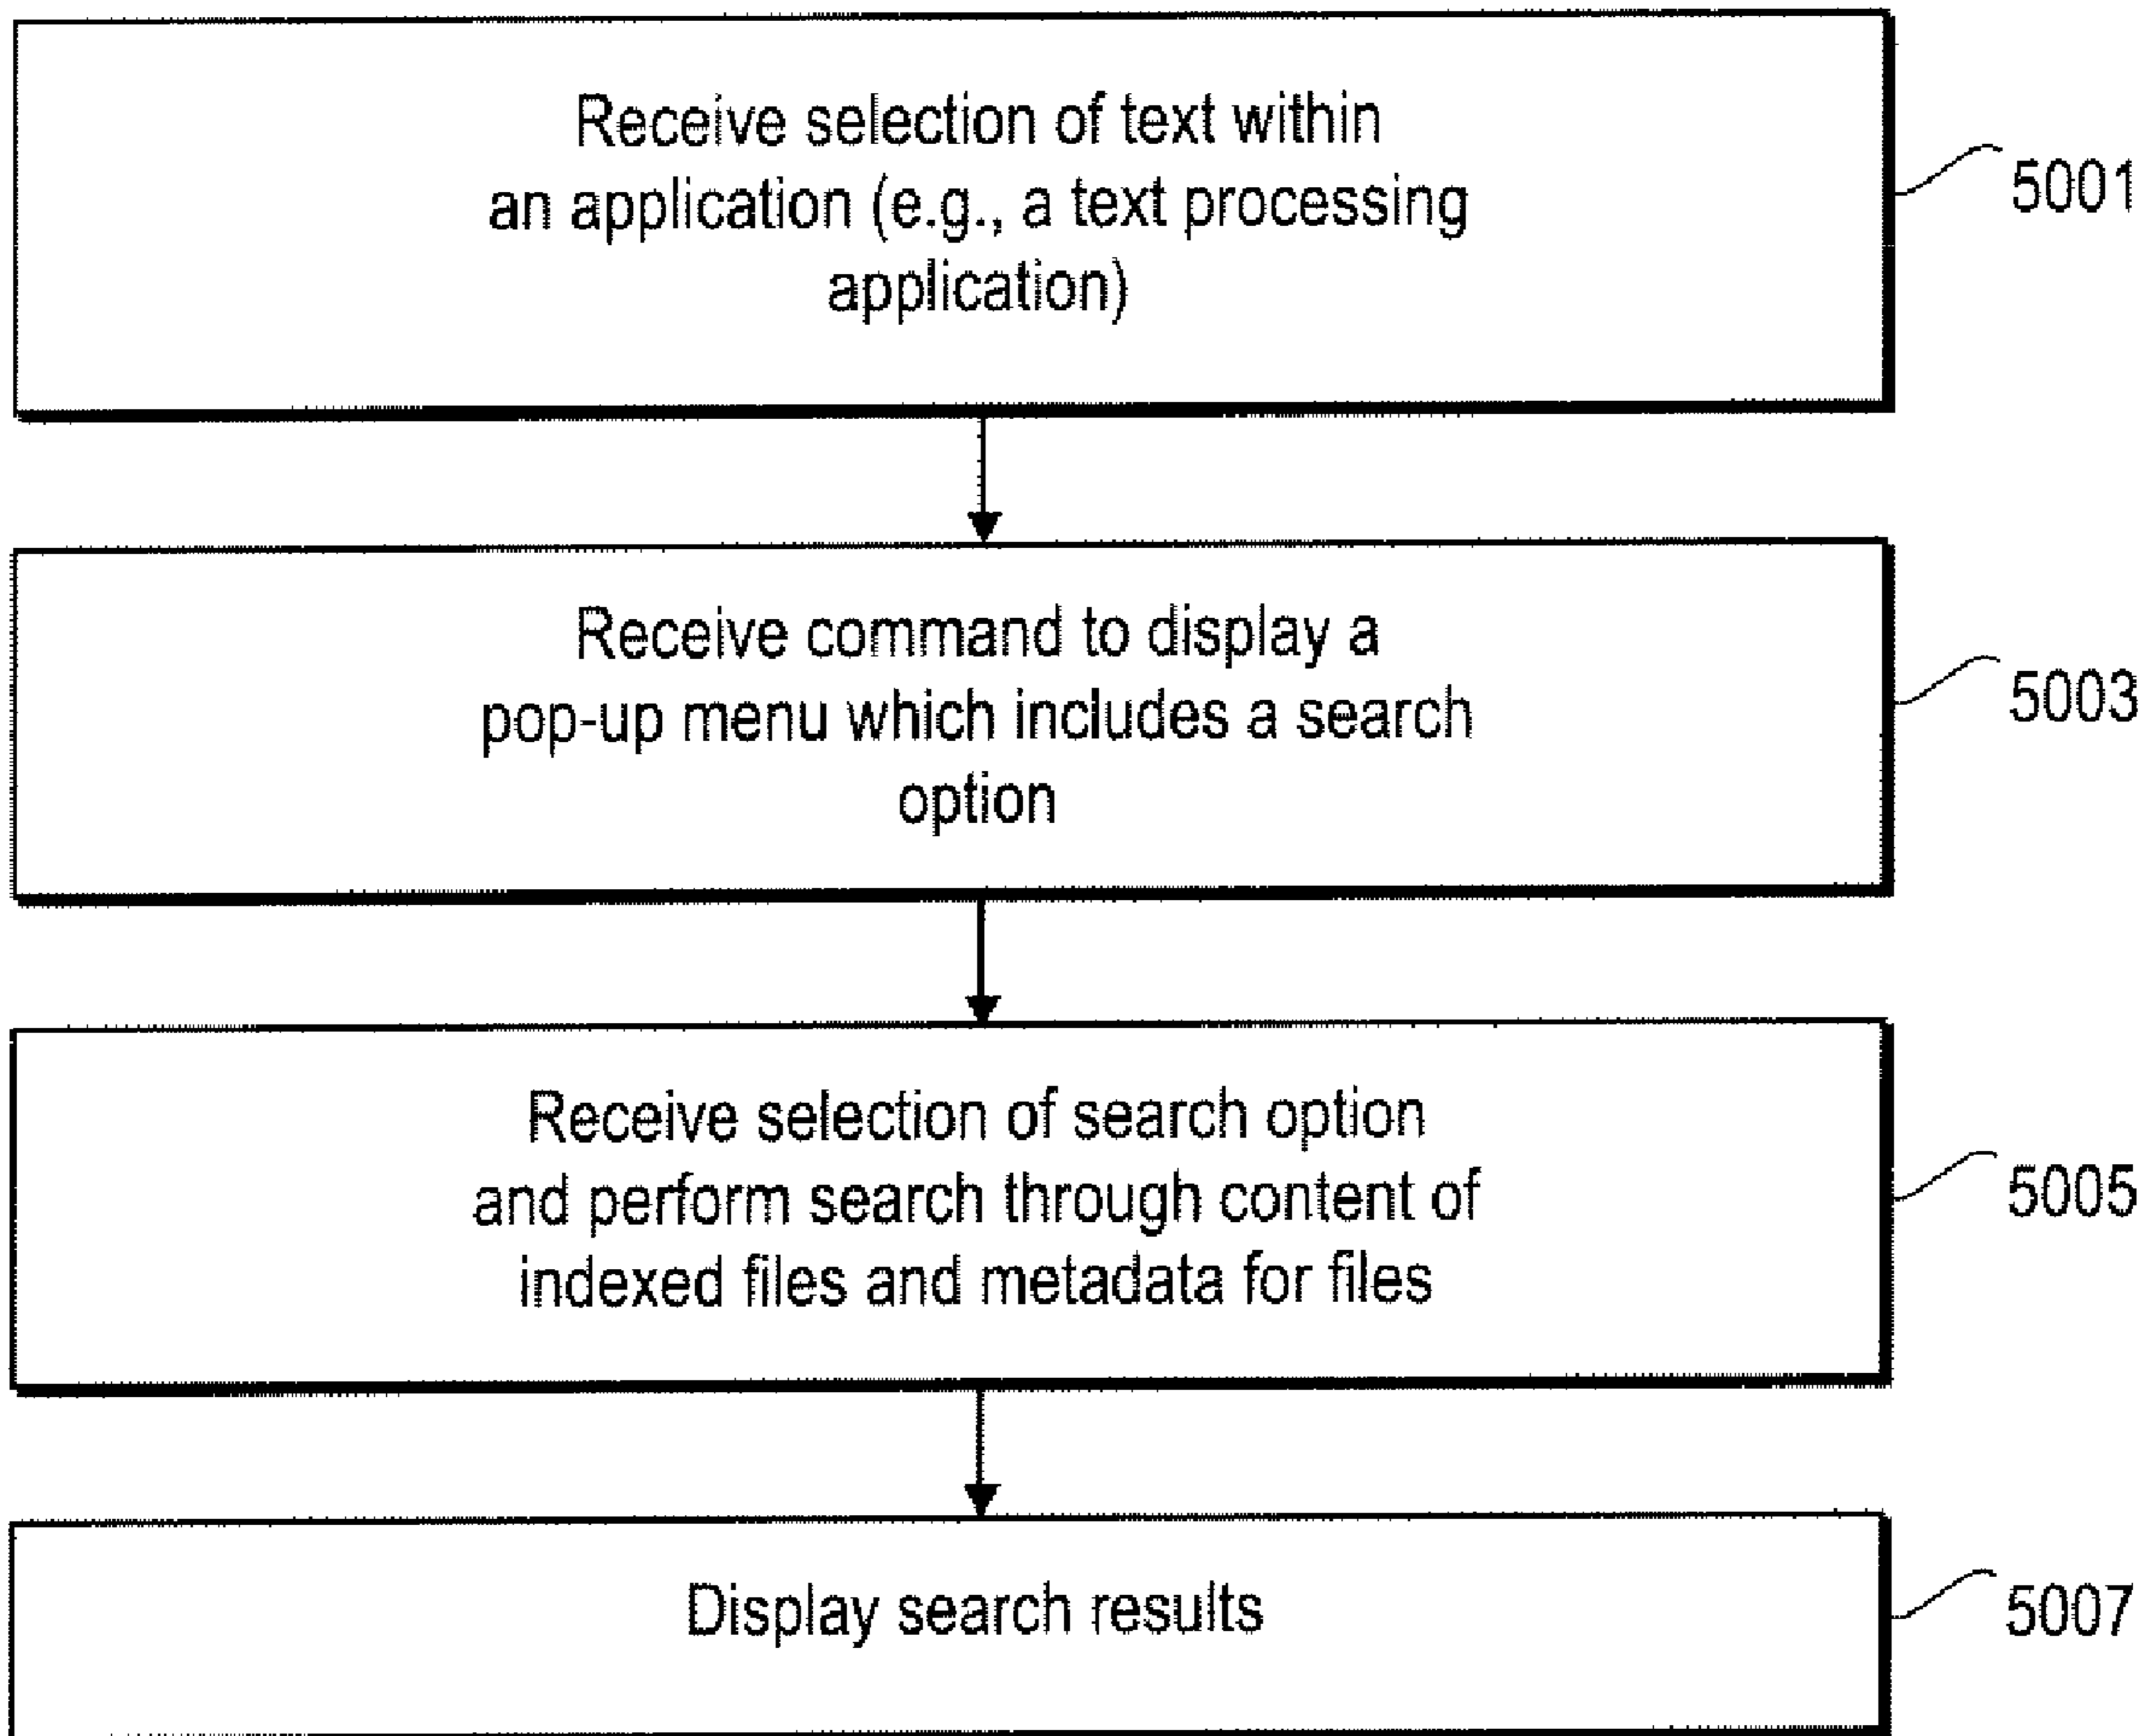 Receive selection of text within
an application (e.g., a text processing
application)
5001
Receive command to display a
pop-up menu which includes a search
option
5003
Receive selection of search option
and perform search through content of
indexed files and metadata for files
5005
Display search results
5007